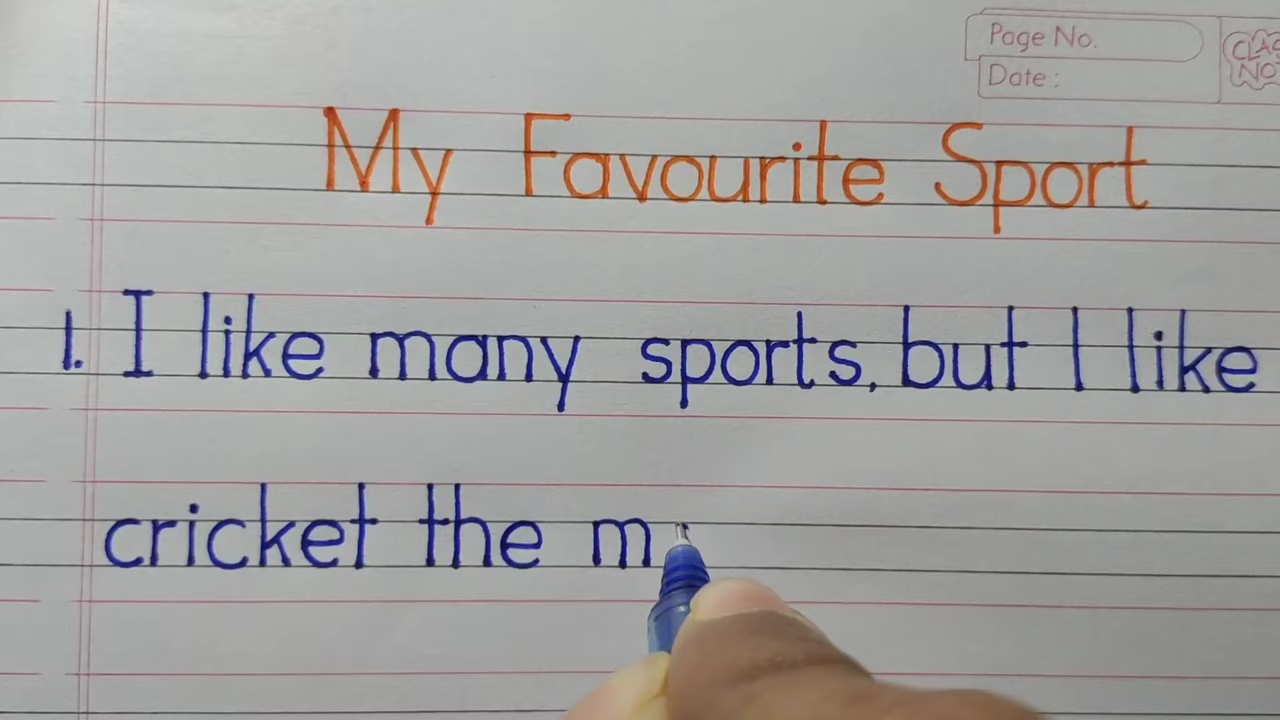 Page No.
Date :
My Favourite Sport
1. I like many sports, but I like
cricket the m